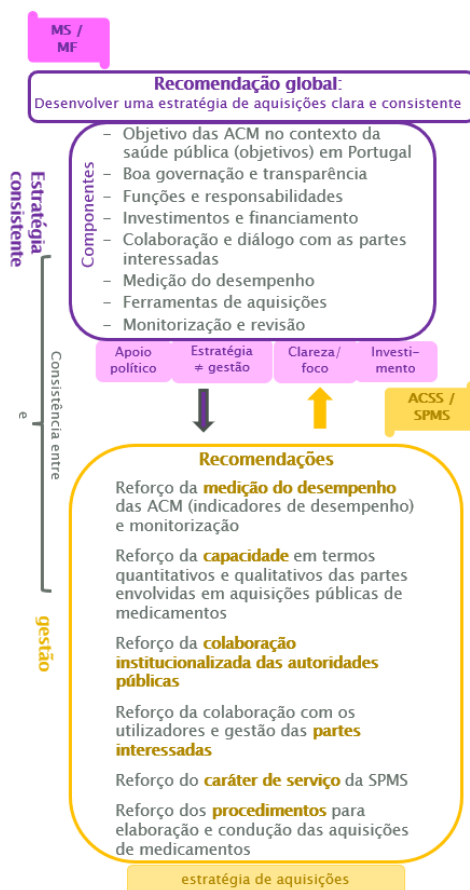 MS /
MF
Recomendação global:
Desenvolver uma estratégia de aquisições clara e consistente
Estratégia
consistente
Componentes
– Objetivo das ACM no contexto da
saúde pública (objetivos) em Portugal
– Boa governação e transparência
– Funções e responsabilidades
– Investimentos e financiamento
– Colaboração e diálogo com as partes
interessadas
– Medição do desempenho
– Ferramentas de aquisições
– Monitorização e revisão
Apoio
político
Estratégia
≠ gestão
Clareza/
foco
Investi-
mento
Consistência entre
e
ACSS /
SPMS
gestão
Recomendações
Reforço da medição do desempenho
das ACM (indicadores de desempenho)
e monitorização
Reforço da capacidade em termos
quantitativos e qualitativos das partes
envolvidas em aquisições públicas de
medicamentos
Reforço da colaboração
institucionalizada das autoridades
públicas
Reforço da colaboração com os
utilizadores e gestão das partes
interessadas
Reforço do caráter de serviço da SPMS
Reforço dos procedimentos para
elaboração e condução das aquisições
de medicamentos
estratégia de aquisições